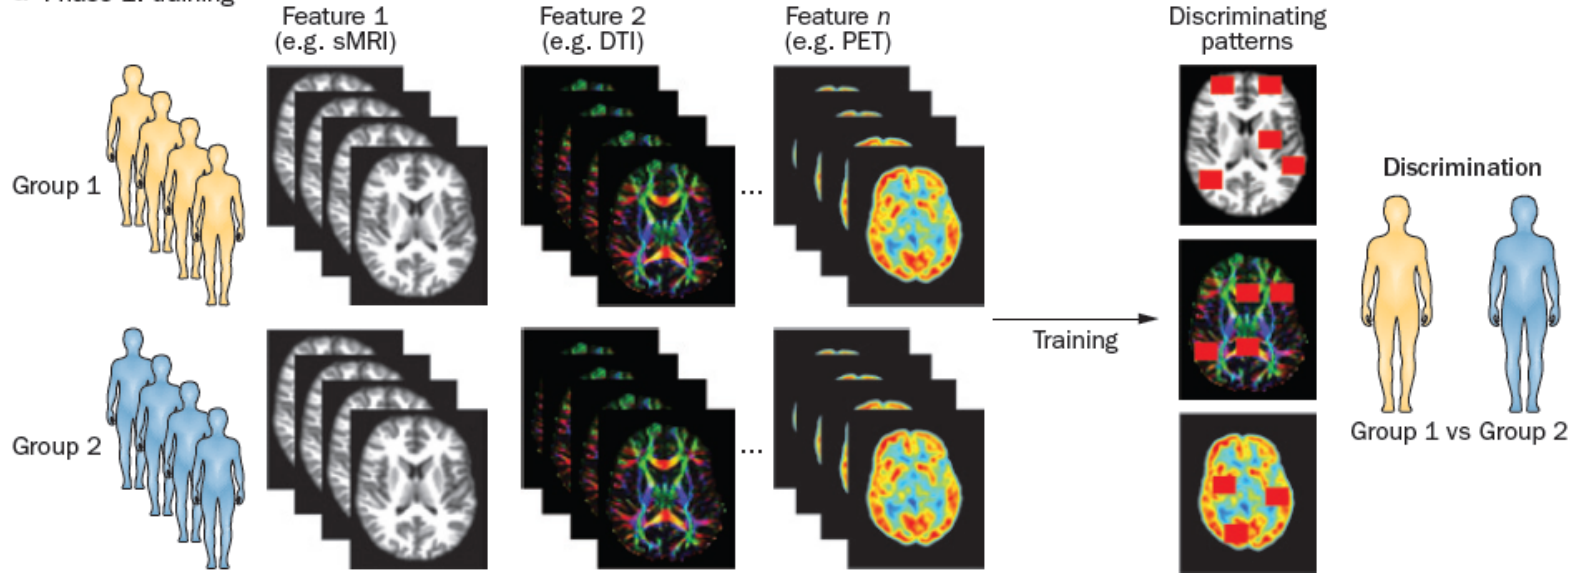 Feature 1
(e.g. sMRI)
Feature 2
(e.g. DTI)
Feature n
(e.g. PET)
Discriminating
patterns
Group 1
...
Discrimination
Training
Group 2
...
Group 1 vs Group 2